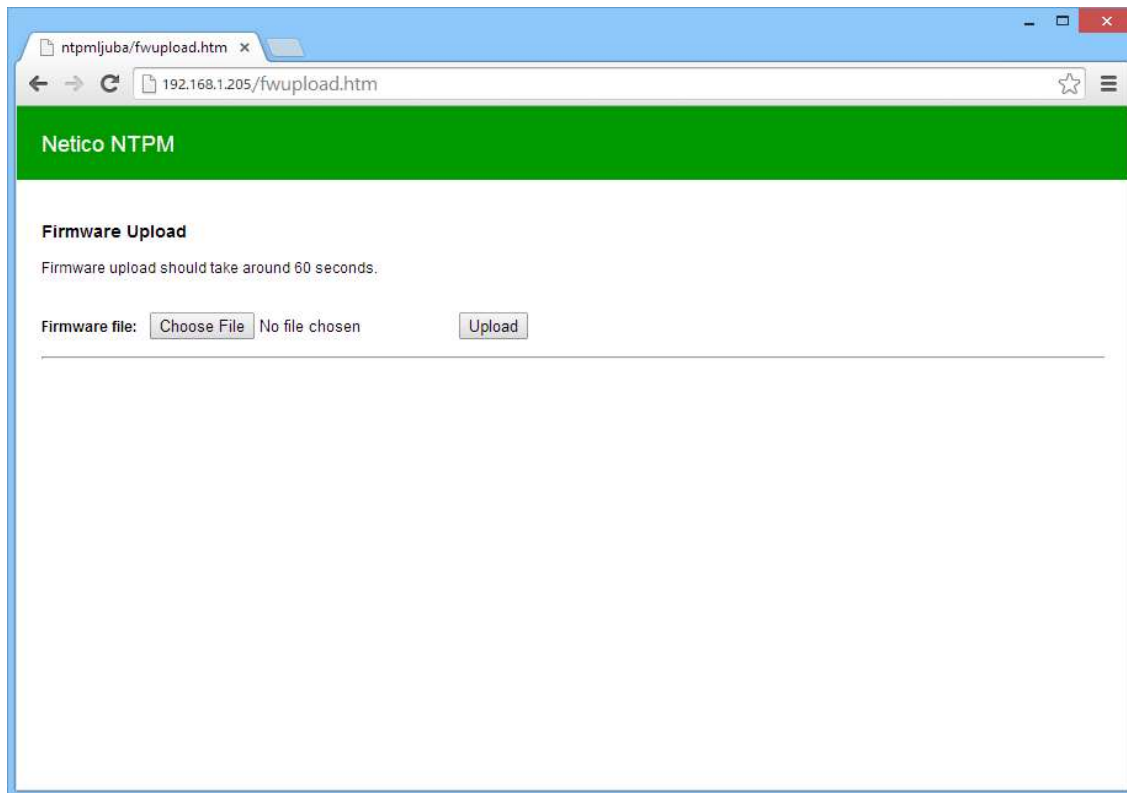 ntpmljuba/fwupload.htm
192.168.1.205/fwupload.htm
Netico NTPM
Firmware Upload
Firmware upload should take around 60 seconds.
Firmware file: Choose File No file chosen Upload